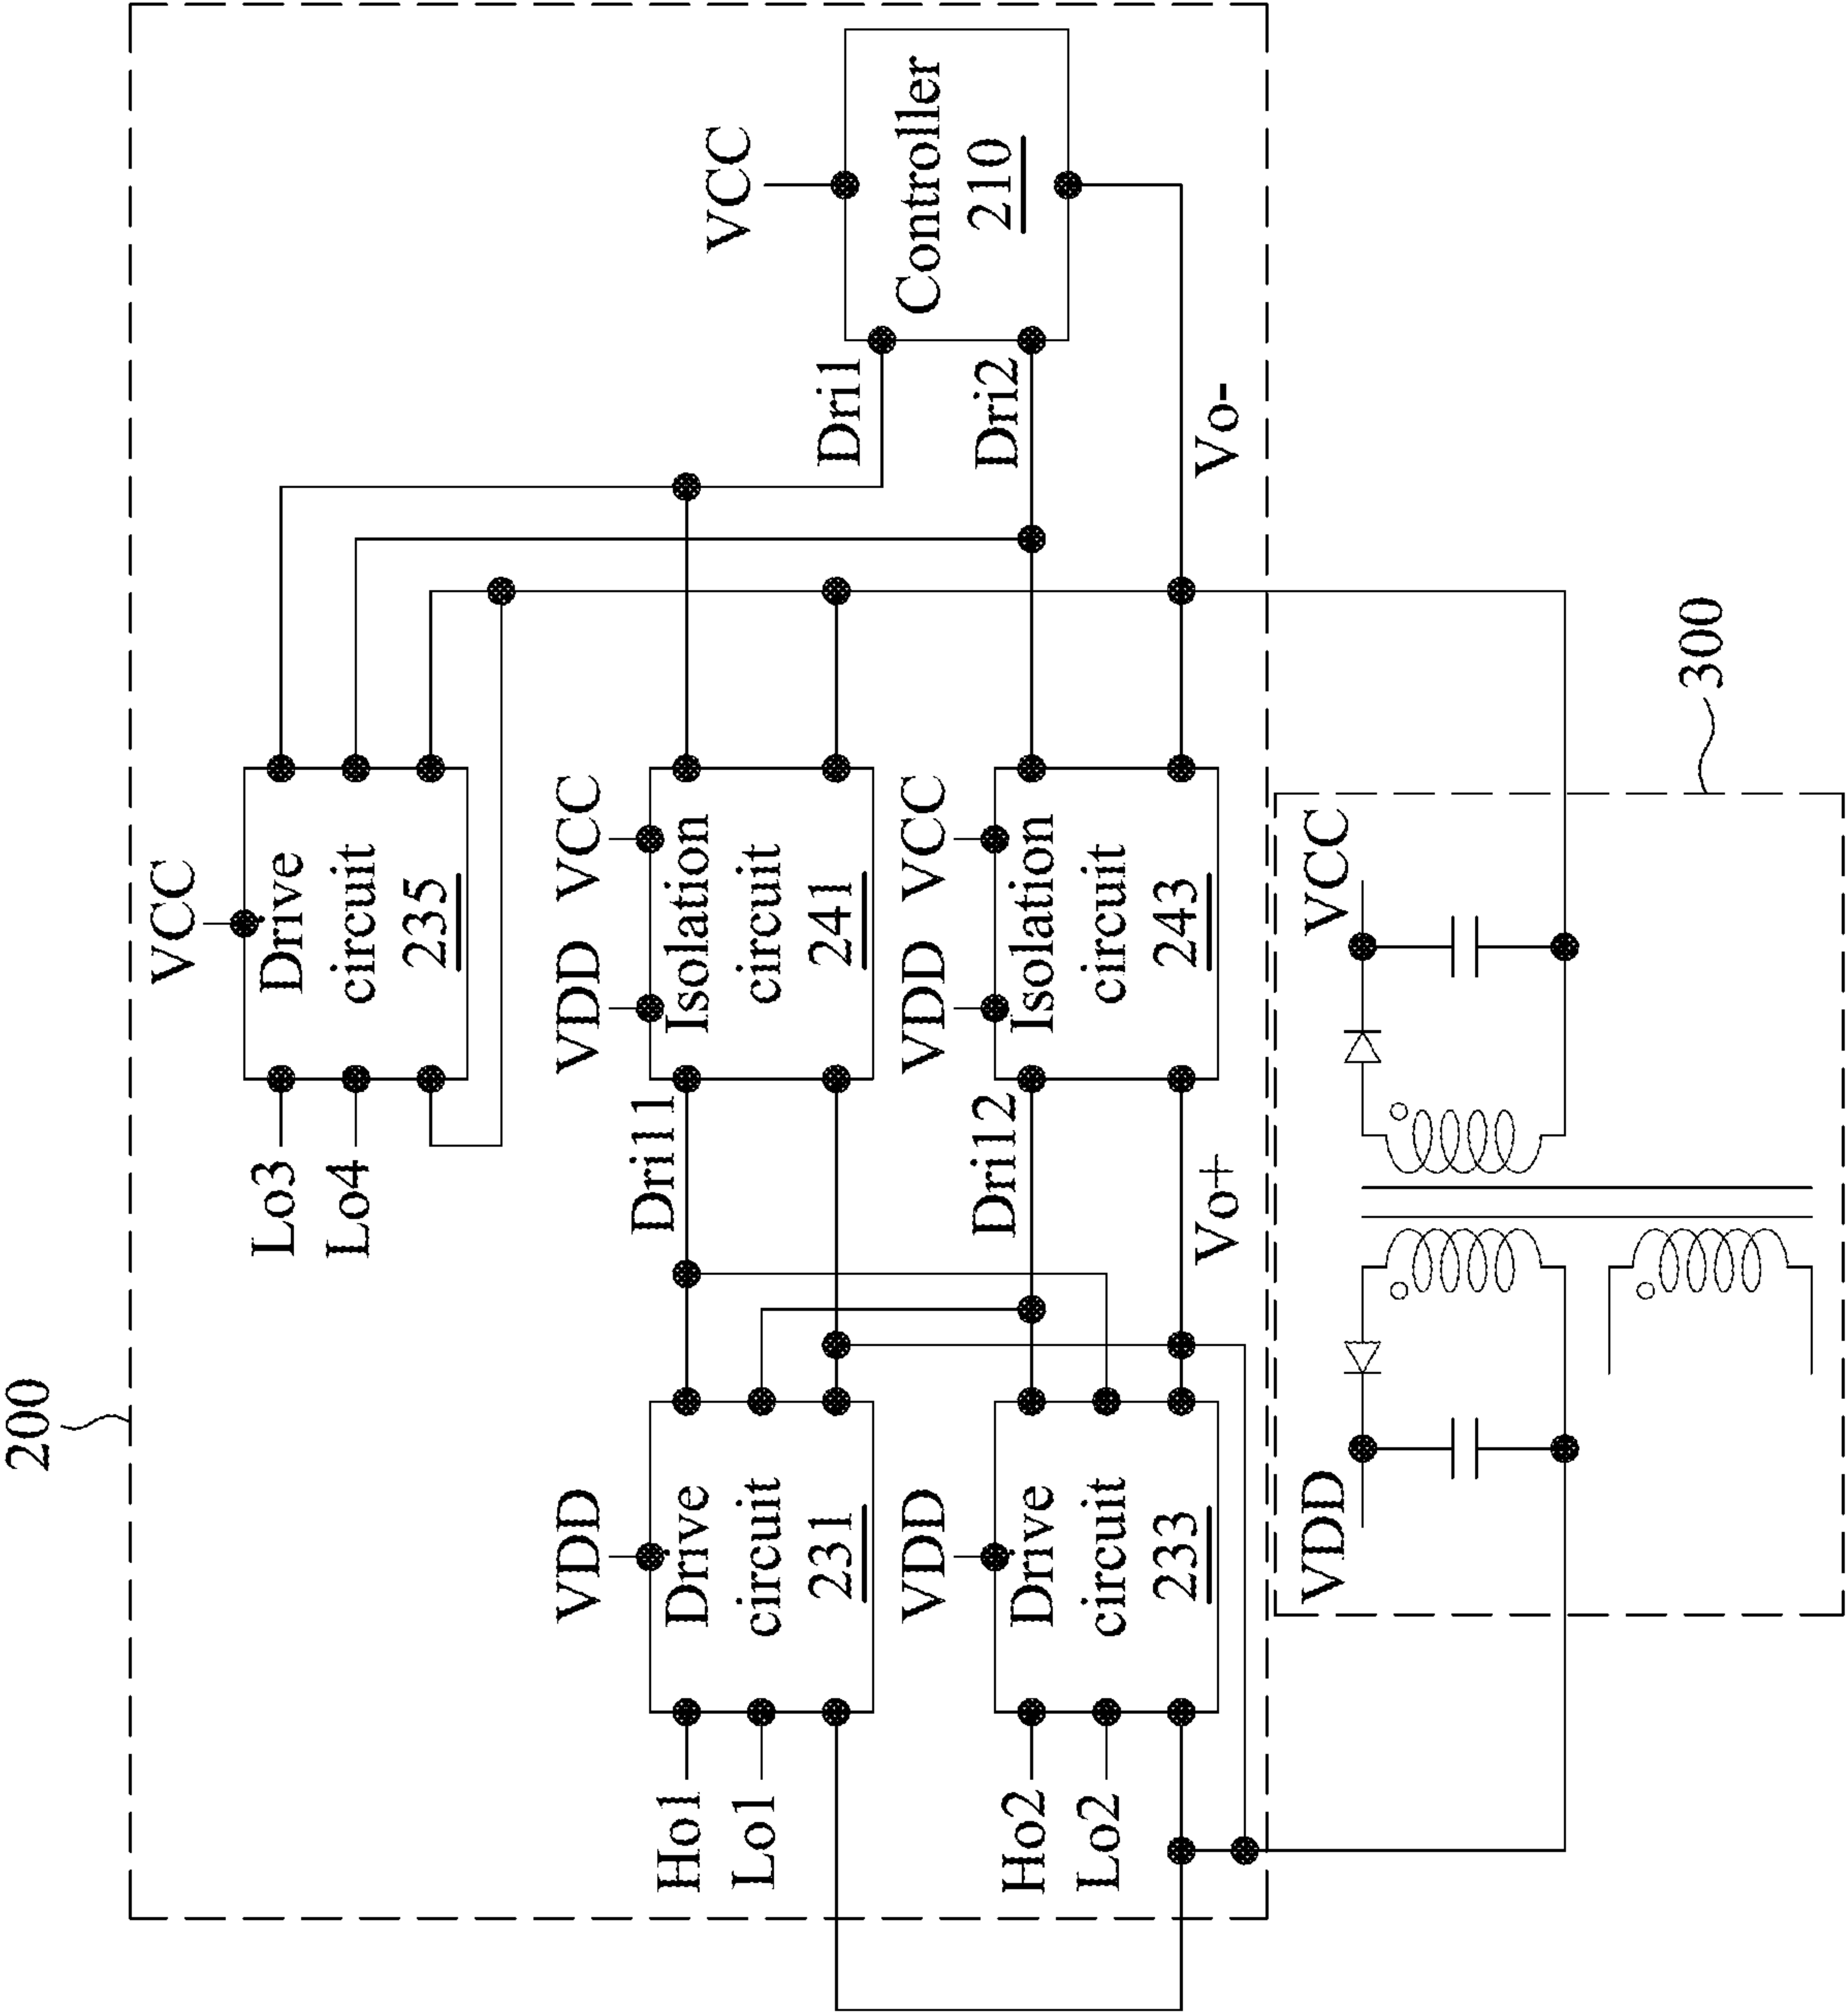 200
VCC
Drive
circuit
235
Lo3
Lo4
VCC
Controller
210
Dri1
Dri2
Vo-
VDD VCC
Isolation
circuit
241
Dri11
VDD
Drive
circuit
231
Ho1
Lo1
VDD VCC
Isolation
circuit
243
Dri12
Vo+
VDD
Drive
circuit
233
Ho2
Lo2
300
VDD
VCC